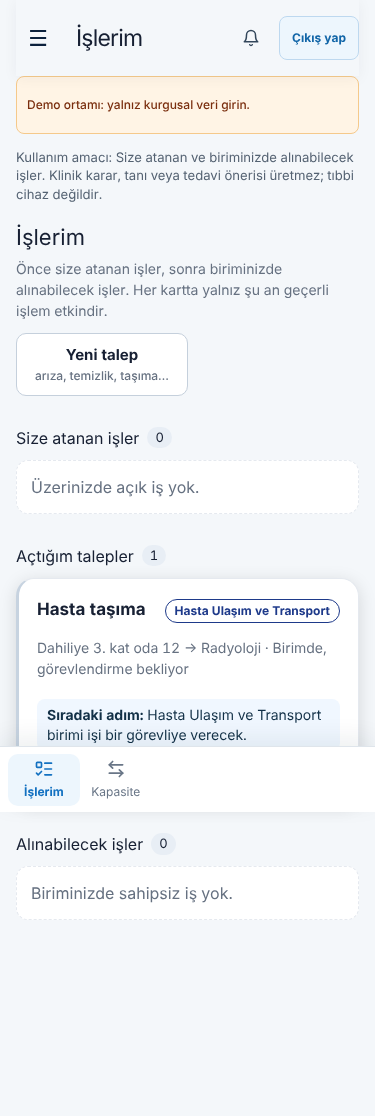 İşlerim
Çıkış yap
Demo ortamı: yalnız kurgusal veri girin.
Kullanım amacı: Size atanan ve biriminizde alınabilecek
işler. Klinik karar, tanı veya tedavi önerisi üretmez; tıbbi
cihaz değildir.
İşlerim
Önce size atanan işler, sonra biriminizde
alınabilecek işler. Her kartta yalnız şu an geçerli
işlem etkindir.
Yeni talep
arıza, temizlik, taşıma...
Size atanan işler 0
Üzerinizde açık iş yok.
Açtığım talepler 1
Hasta taşıma
Hasta Ulaşım ve Transport
Dahiliye 3. kat oda 12 → Radyoloji · Birimde,
görevlendirme bekliyor
Sıradaki adım: Hasta Ulaşım ve Transport
birimi işi bir görevliye verecek.
İşlerim
Kapasite
Alınabilecek işler 0
Biriminizde sahipsiz iş yok.